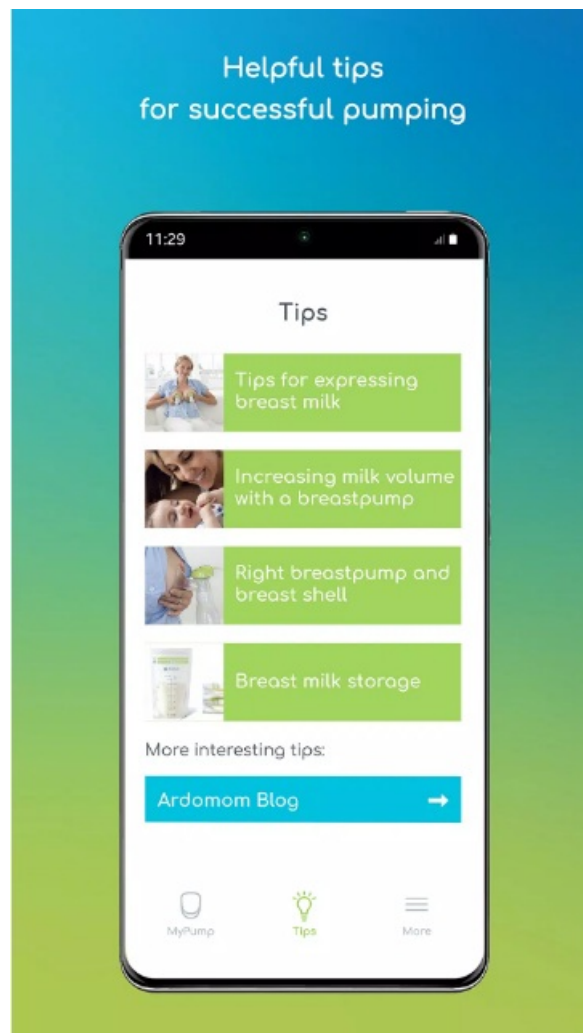 Helpful tips
for successful pumping
11:29
Tips
Tips for expressing
breast milk
Increasing milk volume
with a breastpump
Right breastpump and
breast shell
Breast milk storage
More interesting tips:
Ardomom Blog
MyPump
Tips
More